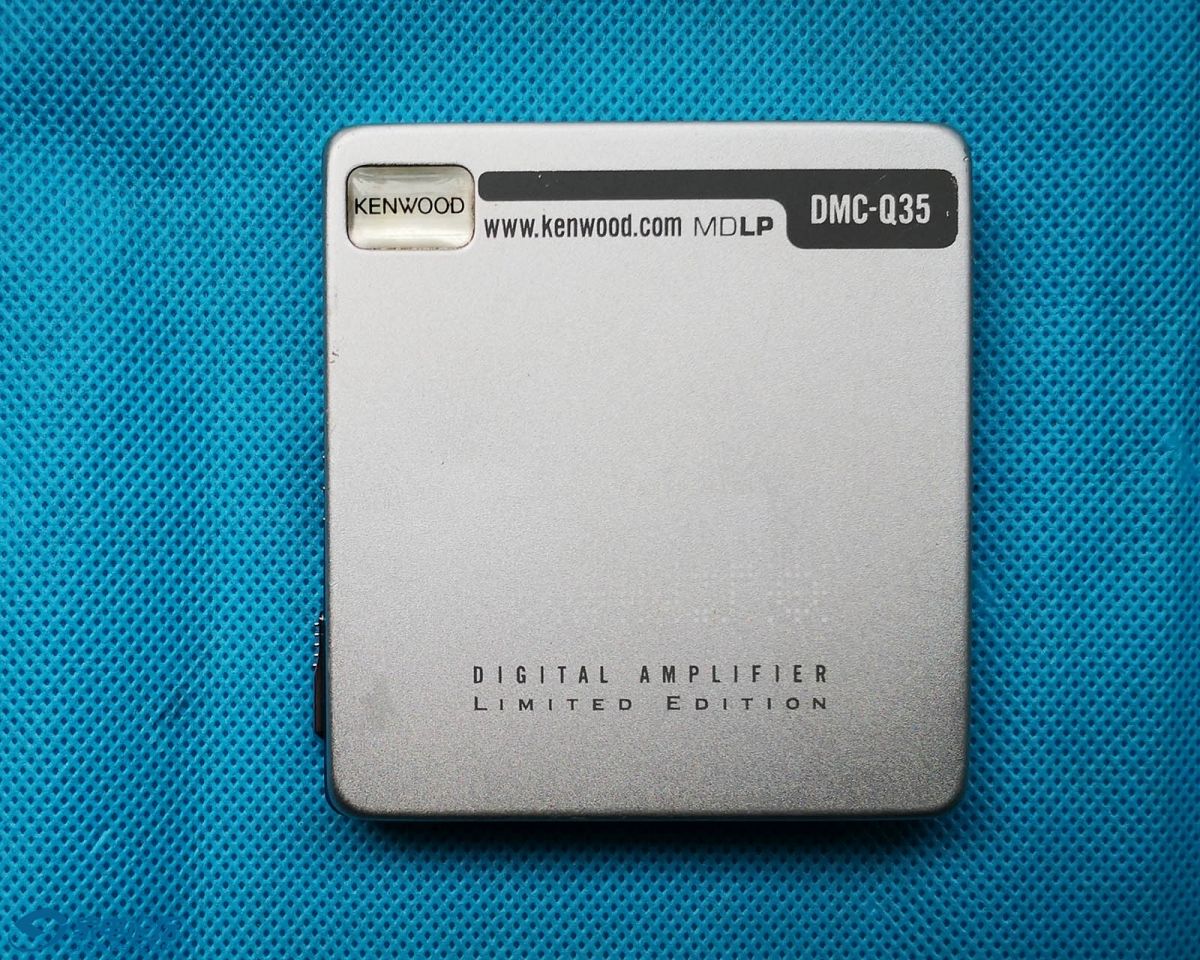 KENWOOD
www.kenwood.com MDLP
DMC-Q35
DIGITAL AMPLIFIER
LIMITED EDITION